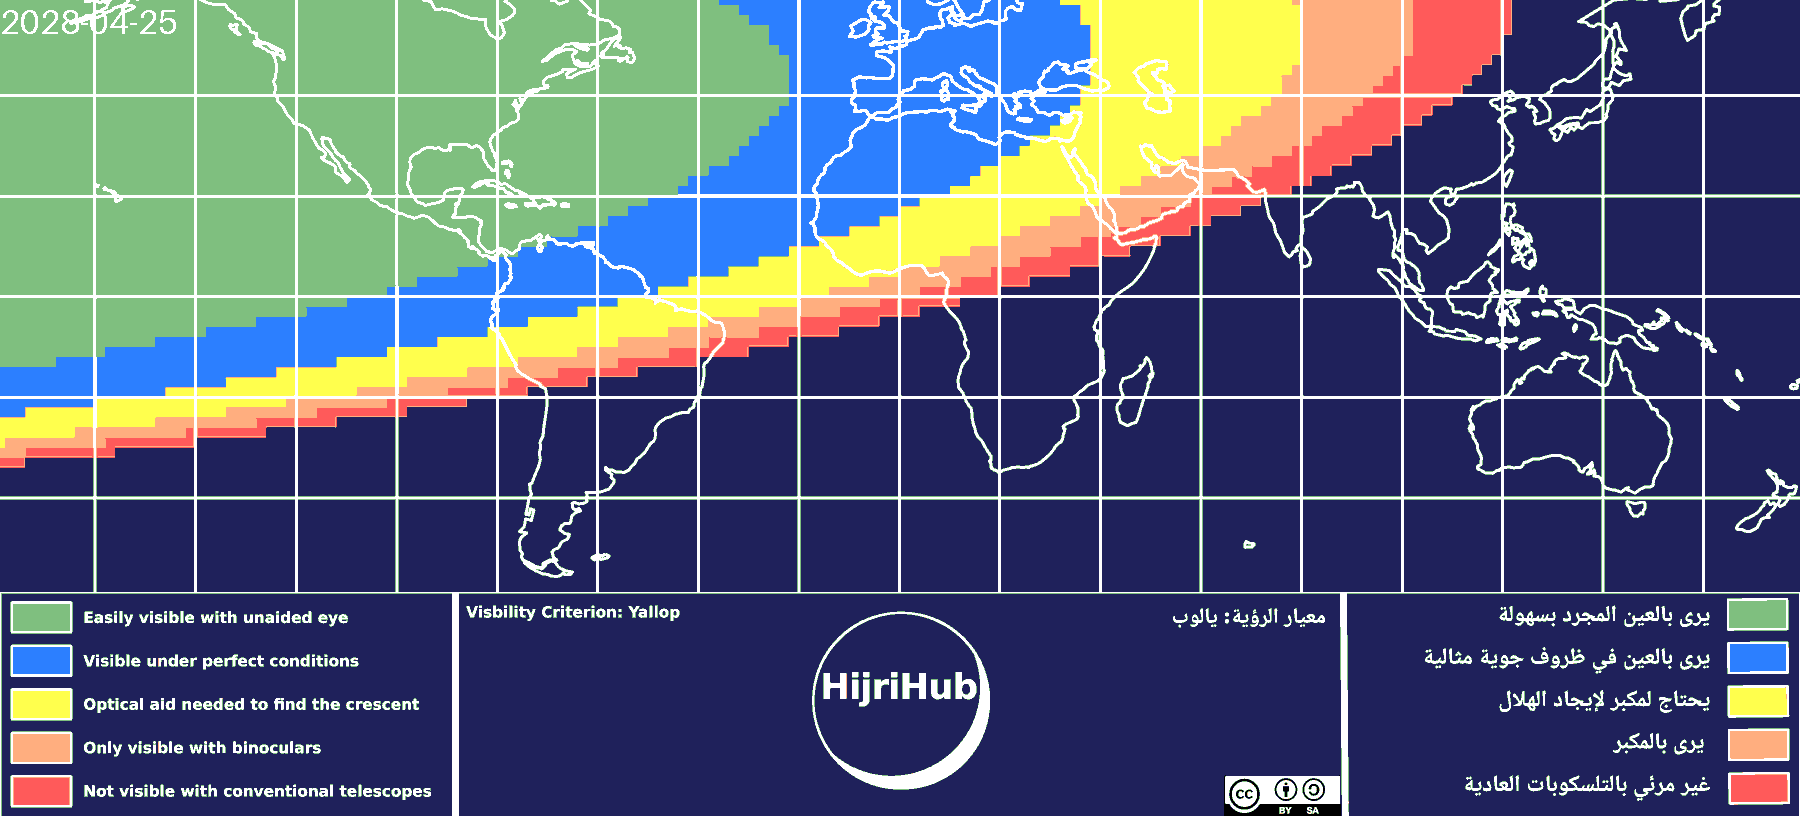 2028-04-25
Easily visible with unaided eye
Visible under perfect conditions
Optical aid needed to find the crescent
Only visible with binoculars
Not visible with conventional telescopes
Visbility Criterion: Yallop
معيار الرؤية: يالوب
HijriHub
cc
BY SA
يرى بالعين المجرد بسهولة
يرى بالعين في ظروف جوية مثالية
يحتاج لمكبر لإيجاد الهلال
يرى بالمكبر
غير مرئي بالتلسكوبات العادية